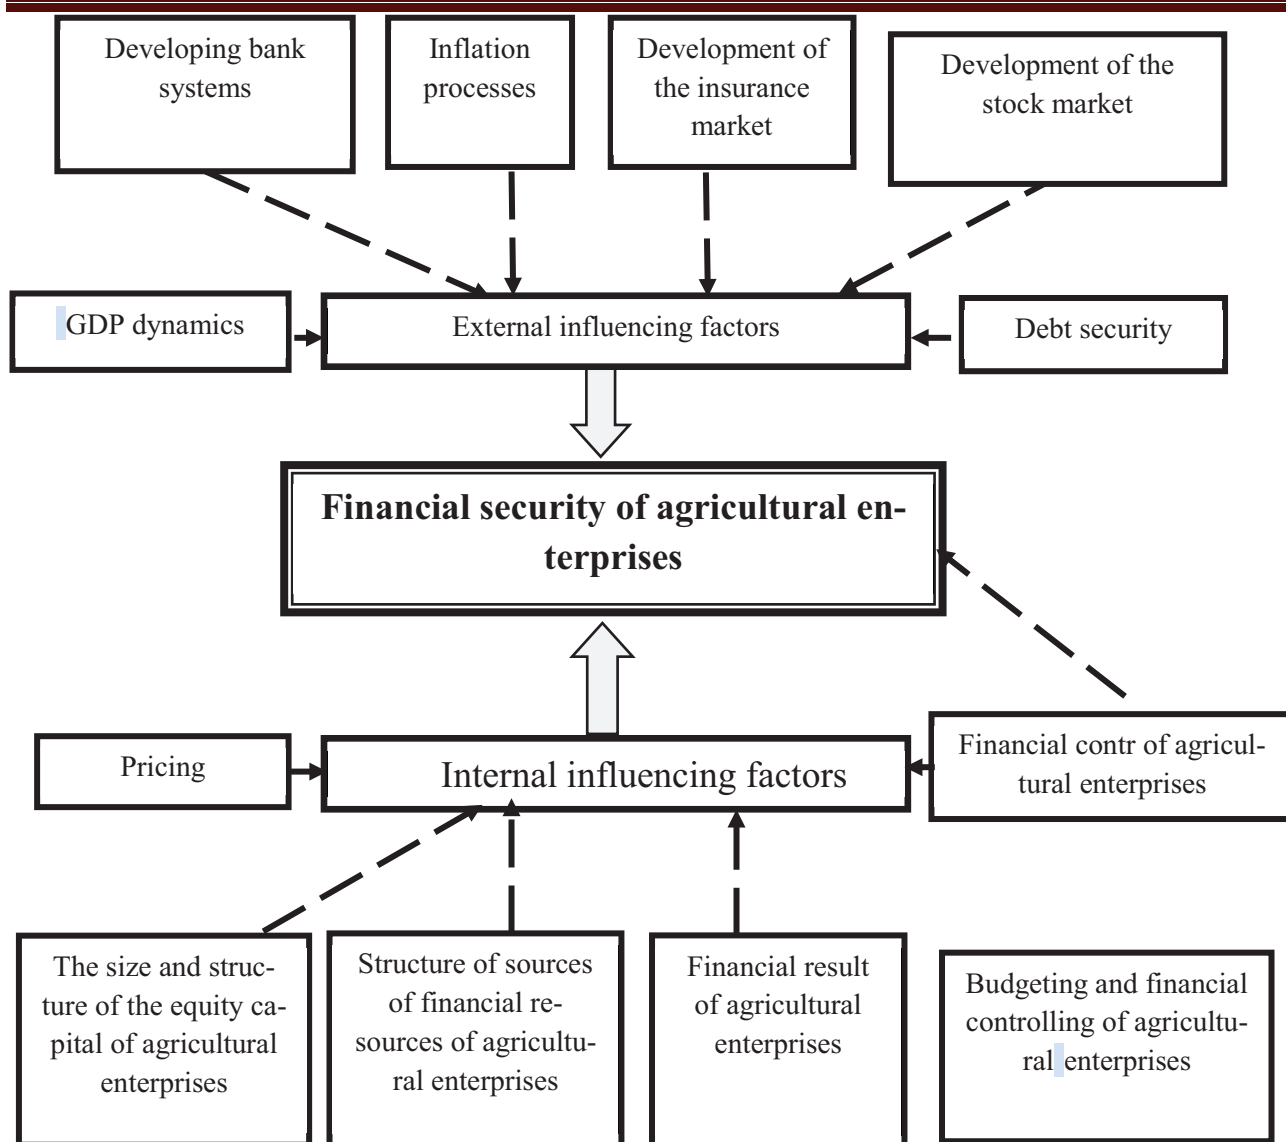 Developing bank
systems
Inflation
processes
Development of
the insurance
market
Development of the
stock market
GDP dynamics
External influencing factors
Debt security
Financial security of agricultural en-
terprises
Pricing
Internal influencing factors
Financial contr of agricul-
tural enterprises
The size and struc-
ture of the equity ca-
pital of agricultural
enterprises
Structure of sources
of financial re-
sources of agricultu-
ral enterprises
Financial result
of agricultural
enterprises
Budgeting and financial
controlling of agricultu-
ral enterprises